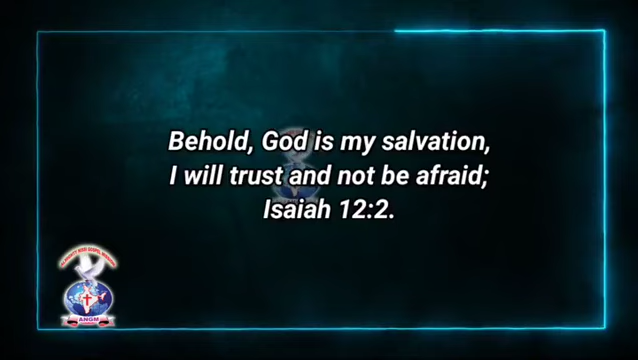 Behold, God is my salvation,
I will trust and not be afraid;
Isaiah 12:2.
ANGM